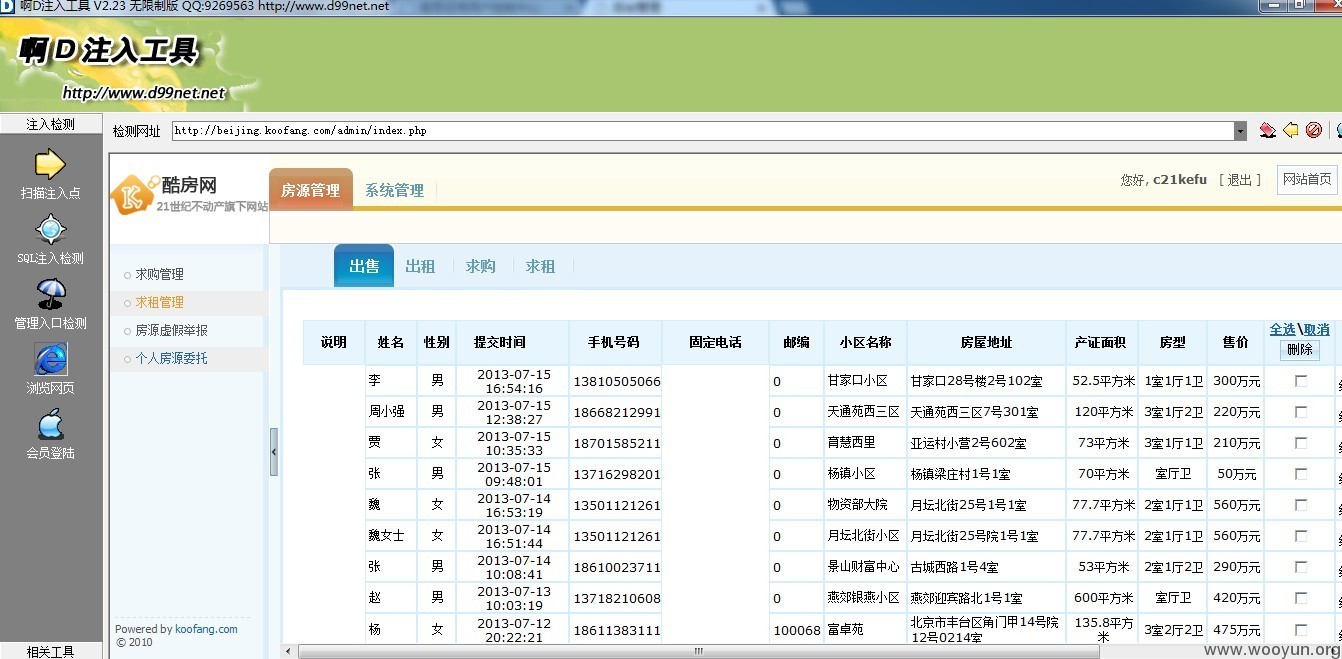 啊D注入工具 V2.23 无限制版 QQ:9269563 http://www.d99net.net
啊D注入工具
http://www.d99net.net
注入检测
检测网址 http://beijing.koofang.com/admin/index.php
扫描注入点
SQL注入检测
管理入口检测
浏览网页
会员登陆
相关工具
酷房网
21世纪不动产旗下网站
房源管理 系统管理
您好, c21kefu [ 退出 ] 网站首页
求购管理
求租管理
房源虚假举报
个人房源委托
Powered by koofang.com
© 2010
出售 出租 求购 求租
说明 姓名 性别 提交时间 手机号码 固定电话 邮编 小区名称 房屋地址 产证面积 房型 售价 全选\取消
删除
李 男 2013-07-15 16:54:16 13810505066 0 甘家口小区 甘家口28号楼2号102室 52.5平方米 1室1厅1卫 300万元
周小强 男 2013-07-15 12:38:27 18668212991 0 天通苑西三区 天通苑西三区7号301室 120平方米 3室1厅2卫 220万元
贾 女 2013-07-15 10:35:33 18701585211 0 育慧西里 亚运村小营2号602室 73平方米 3室1厅1卫 210万元
张 男 2013-07-15 09:48:01 13716298201 0 杨镇小区 杨镇梁庄村1号1室 70平方米 室厅卫 50万元
魏 女 2013-07-14 16:53:19 13501121261 0 物资部大院 月坛北街25号1号1室 77.7平方米 2室1厅1卫 560万元
魏女士 女 2013-07-14 16:51:44 13501121261 0 月坛北街小区 月坛北街25号院1号1室 77.7平方米 2室1厅1卫 560万元
张 男 2013-07-14 10:08:41 18610023711 0 景山财富中心 古城西路1号4室 53平方米 2室1厅2卫 290万元
赵 男 2013-07-13 10:03:19 13718210608 0 燕郊银燕小区 燕郊迎宾路北1号1室 600平方米 室厅卫 420万元
杨 女 2013-07-12 20:22:21 18611383111 100068 富卓苑 北京市丰台区角门甲14号院12号0214室 135.8平方米 3室2厅2卫 475万元
www.wooyun.org